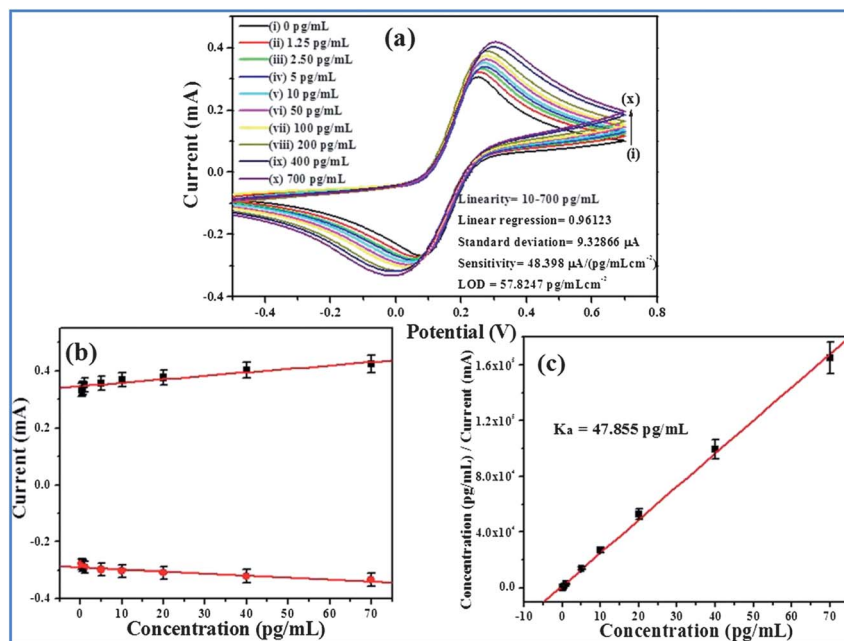 (a)
(i) 0 pg/mL
(ii) 1.25 pg/mL
(iii) 2.50 pg/mL
(iv) 5 pg/mL
(v) 10 pg/mL
(vi) 50 pg/mL
(vii) 100 pg/mL
(viii) 200 pg/mL
(ix) 400 pg/mL
(x) 700 pg/mL
(x)
(i)
Linearity= 10-700 pg/mL
Linear regression= 0.96123
Standard deviation= 9.32866 µA
Sensitivity= 48.398 µA/(pg/mLcm⁻²)
LOD = 57.8247 pg/mLcm⁻²
Current (mA)
0.4
0.2
0.0
-0.2
-0.4
-0.4 -0.2 0.0 0.2 0.4 0.6 0.8
Potential (V)
(b)
Current (mA)
0.4
0.2
0.0
-0.2
-0.4
0 10 20 30 40 50 60 70
Concentration (pg/mL)
(c)
Ka = 47.855 pg/mL
Concentration (pg/mL) / Current (mA)
1.2x10⁵
8.0x10⁴
4.0x10⁴
0.0
0 10 20 30 40 50 60 70
Concentration (pg/mL)